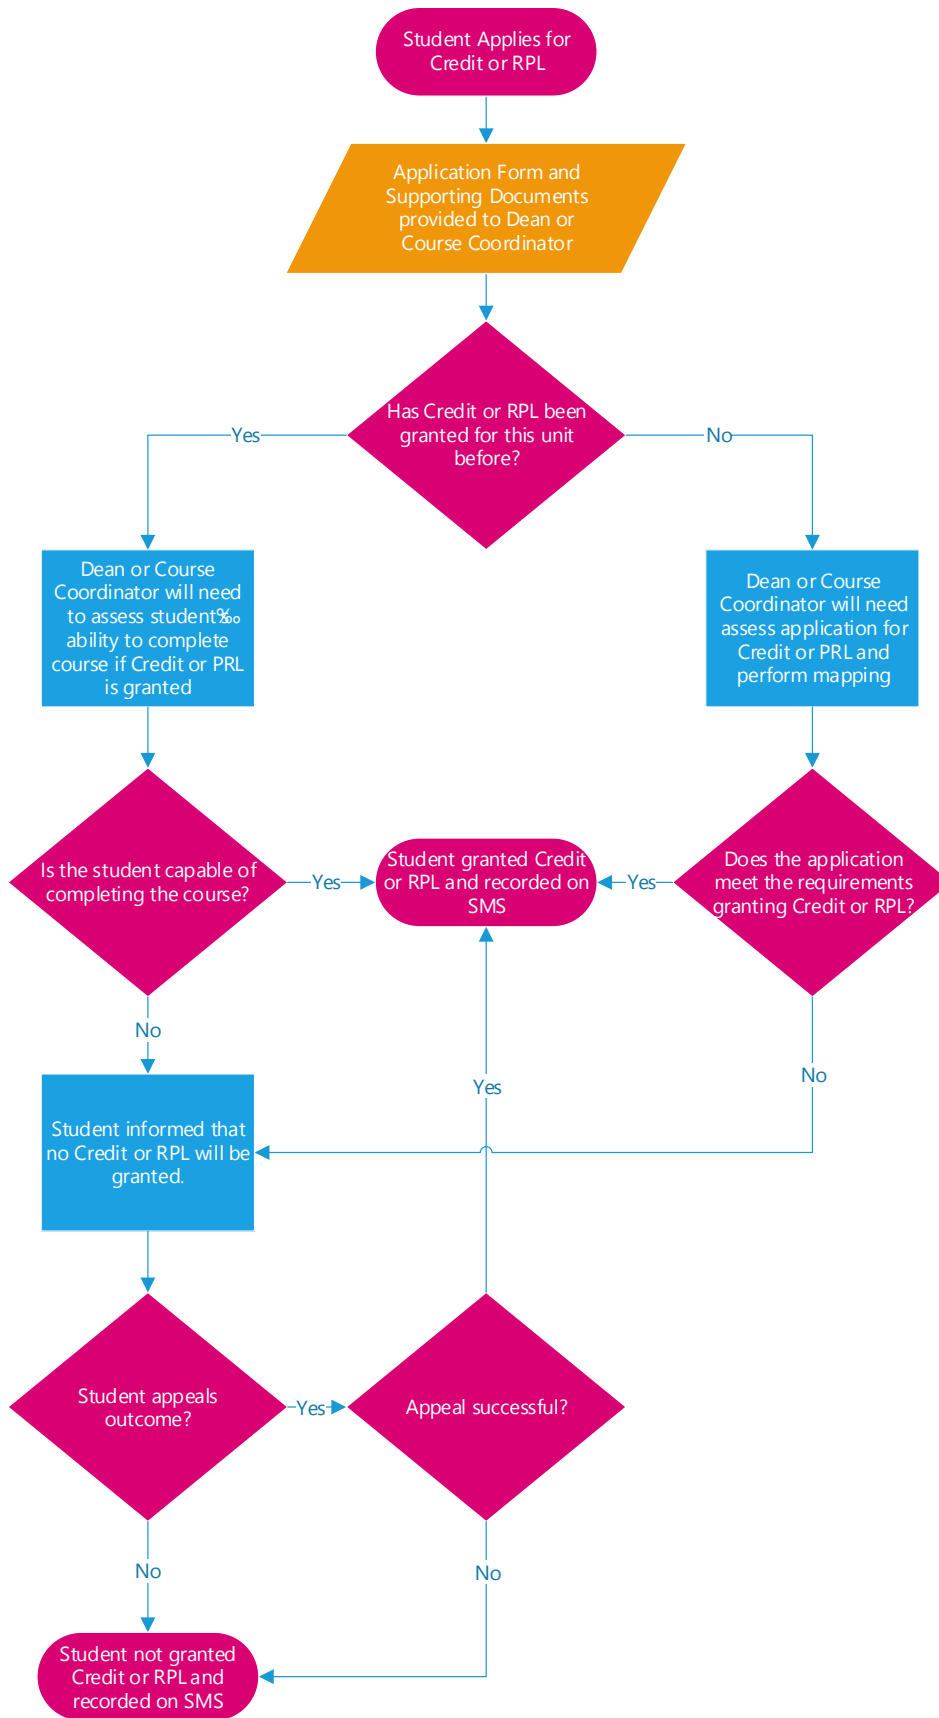 Student Applies for
Credit or RPL
Application Form and
Supporting Documents
provided to Dean or
Course Coordinator
Has Credit or RPL been
granted for this unit
before?
Yes
No
Dean or Course
Coordinator will need
to assess student‰
ability to complete
course if Credit or PRL
is granted
Dean or Course
Coordinator will need
assess application for
Credit or PRL and
perform mapping
Is the student capable of
completing the course?
Yes
Student granted Credit
or RPL and recorded on
SMS
Yes
Does the application
meet the requirements
granting Credit or RPL?
No
No
Yes
Student informed that
no Credit or RPL will be
granted.
Student appeals
outcome?
Yes
Appeal successful?
No
No
Student not granted
Credit or RPL and
recorded on SMS